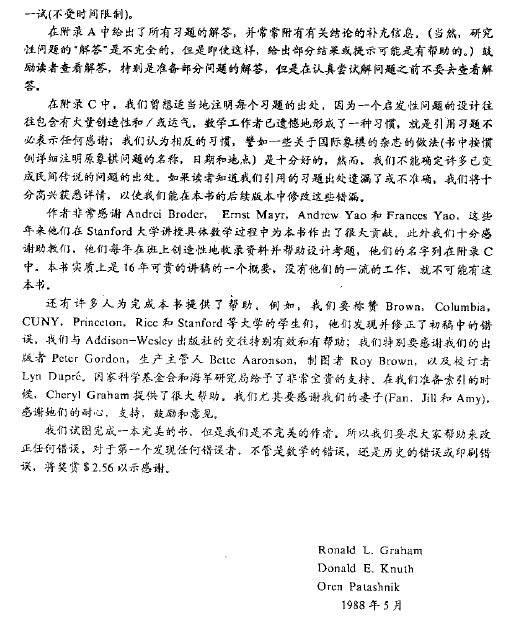 一试(不受时间限制)。
在附录 A 中给出了所有习题的解答，并常常附有有关结论的补充信息，(当然，研究
性问题的“解答”是不完全的，但是即使这样，给出部分结果或提示可能是有帮助的。) 鼓
励读者查看解答，特别是准备部分问题的解答，但是在认真尝试解问题之前不要去查看解
答。
在附录 C 中，我们曾想适当地注明每个习题的出处，因为一个启发性问题的设计往
往包含有大量创造性和／或运气。数学工作者已遗憾地形成了一种习惯，就是引用习题不
必表示任何感谢；我们认为相反的习惯，譬如一些关于国际象棋的杂志的做法(书中按惯
例详细注明原象棋问题的名称，日期和地点) 是十分好的，然而，我们不能确定许多已变
成民间传说的问题的出处。如果读者知道我们引用的习题出处遗漏了或不准确，我们将十
分高兴获悉详情，以使我们能在本书的后续版本中修改这些错漏。
作者非常感谢 Andrei Broder， Ernst Mayr，Andrew Yao 和 Frances Yao，这些
年来他们在 Stanford 大学讲授具体数学过程中为本书作出了很大贡献。此外我们十分感
谢助教们，他们每年在班上创造性地收录资料并帮助设计考题，他们的名字列在附录 C
中。本书实质上是 16 年可贵的讲稿的一个概要，没有他们的一流的工作，就不可能有这
本书。
还有许多人为完成本书提供了帮助。例如，我们要称赞 Brown，Columbia，
CUNY，Princeton，Rice 和 Stanford 等大学的学生们，他们发现并修正了初稿中的错
误。我们与 Addison-Wesley 出版社的交往特别有效和有帮助；我们特别要感谢我们的出
版者 Peter Gordon，生产主管人 Bette Aaronson，制图者 Roy Brown，以及校订者
Lyn Dupré。国家科学基金会和海军研究局给予了非常宝贵的支持。在我们准备索引的时
候，Cheryl Graham 提供了很大帮助。我们尤其要感谢我们的妻子(Fan，Jill 和 Amy)，
感谢她们的耐心，支持，鼓励和意见。
我们试图完成一本完美的书，但是我们是不完美的作者。所以我们要求大家帮助来改
正任何错误。对于第一个发现任何错误者，不管是数学的错误，还是历史的错误或印刷错
误，将奖赏 $ 2.56 以示感谢。
Ronald L. Graham
Donald E. Knuth
Oren Patashnik
1988 年 5 月